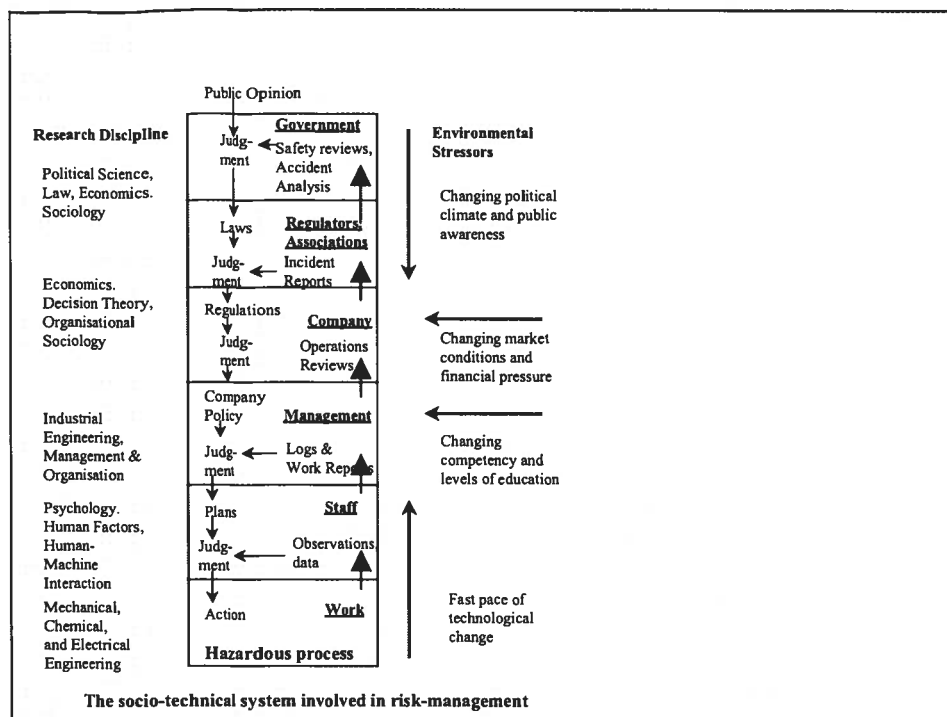 Public Opinion
Research Discipline
Political Science,
Law, Economics.
Sociology
Economics.
Decision Theory,
Organisational
Sociology
Industrial
Engineering,
Management &
Organisation
Psychology.
Human Factors,
Human-
Machine
Interaction
Mechanical,
Chemical,
and Electrical
Engineering
Government
Judg-
ment
Safety reviews,
Accident
Analysis
Laws
Regulators,
Associations
Judg-
ment
Incident
Reports
Regulations
Company
Judg-
ment
Operations
Reviews
Company
Policy
Management
Judg-
ment
Logs &
Work Reports
Plans
Staff
Judg-
ment
Observations,
data
Action
Work
Hazardous process
Environmental
Stressors
Changing political
climate and public
awareness
Changing market
conditions and
financial pressure
Changing
competency and
levels of education
Fast pace of
technological
change
The socio-technical system involved in risk-management